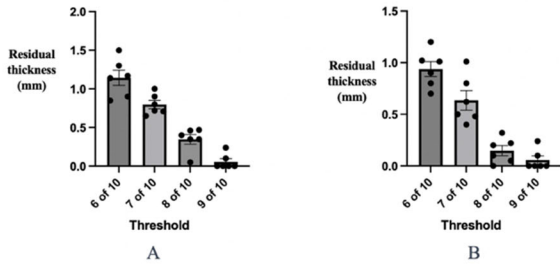 Residual
thickness
(mm)
2.0
1.5
1.0
0.5
0.0
6 of 10
7 of 10
8 of 10
9 of 10
Threshold
A
Residual
thickness
(mm)
1.5
1.0
0.5
0.0
6 of 10
7 of 10
8 of 10
9 of 10
Threshold
B